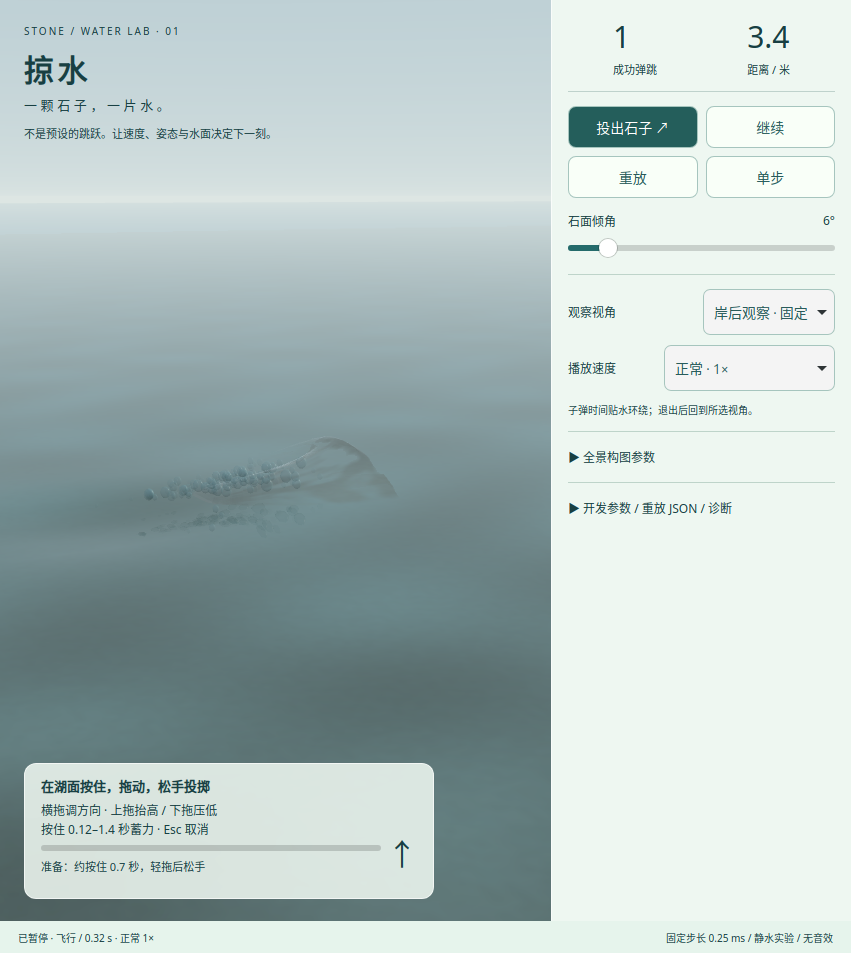 STONE / WATER LAB · 01
掠水
一颗石子，一片水。
不是预设的跳跃。让速度、姿态与水面决定下一刻。
1
成功弹跳
3.4
距离 / 米
投出石子 ↗
继续
重放
单步
石面倾角
6°
观察视角
岸后观察 · 固定
播放速度
正常 · 1×
子弹时间贴水环绕；退出后回到所选视角。
▶ 全景构图参数
▶ 开发参数 / 重放 JSON / 诊断
在湖面按住，拖动，松手投掷
横拖调方向 · 上拖抬高 / 下拖压低
按住 0.12–1.4 秒蓄力 · Esc 取消
准备：约按住 0.7 秒，轻拖后松手
↑
已暂停 · 飞行 / 0.32 s · 正常 1×
固定步长 0.25 ms / 静水实验 / 无音效